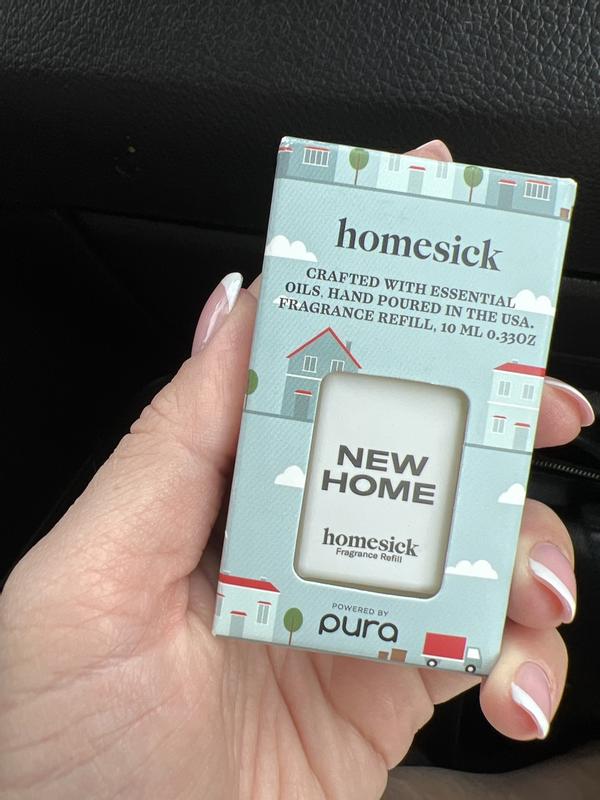 homesick
CRAFTED WITH ESSENTIAL
OILS, HAND POURED IN THE USA.
FRAGRANCE REFILL, 10 ML 0.33OZ
NEW
HOME
homesick
Fragrance Refill
POWERED BY
pura